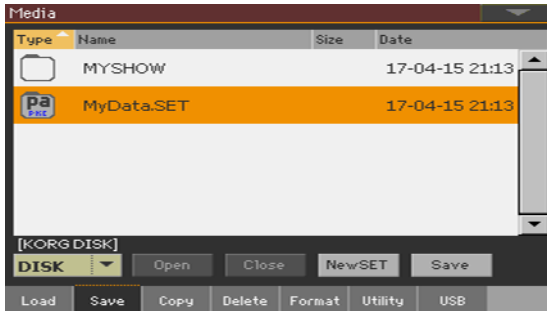 Media
Type Name Size Date
MYSHOW 17-04-15 21:13
pa MyData.SET 17-04-15 21:13
PKG
[KORG DISK]
DISK Open Close NewSET Save
Load Save Copy Delete Format Utility USB